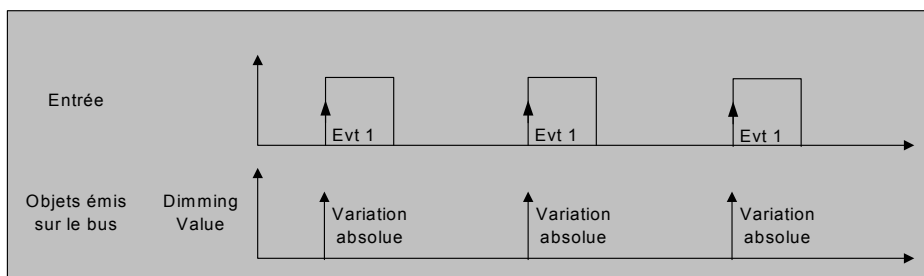 Entrée
Evt 1
Evt 1
Evt 1
Objets émis
sur le bus
Dimming
Value
Variation
absolue
Variation
absolue
Variation
absolue